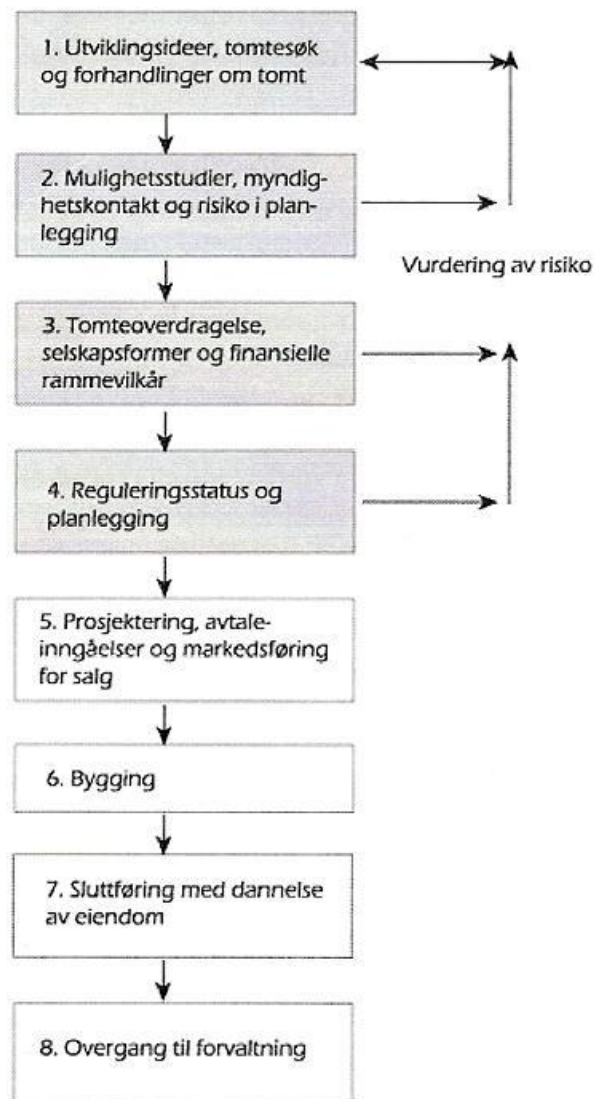 1. Utviklingsideer, tomtesøk
og forhandlinger om tomt
2. Mulighetsstudier, myndig-
hetskontakt og risiko i plan-
legging
Vurdering av risiko
3. Tomteoverdragelse,
selskapsformer og finansielle
rammevilkår
4. Reguleringsstatus og
planlegging
5. Prosjektering, avtale-
inngåelser og markedsføring
for salg
6. Bygging
7. Sluttføring med dannelse
av eiendom
8. Overgang til forvaltning